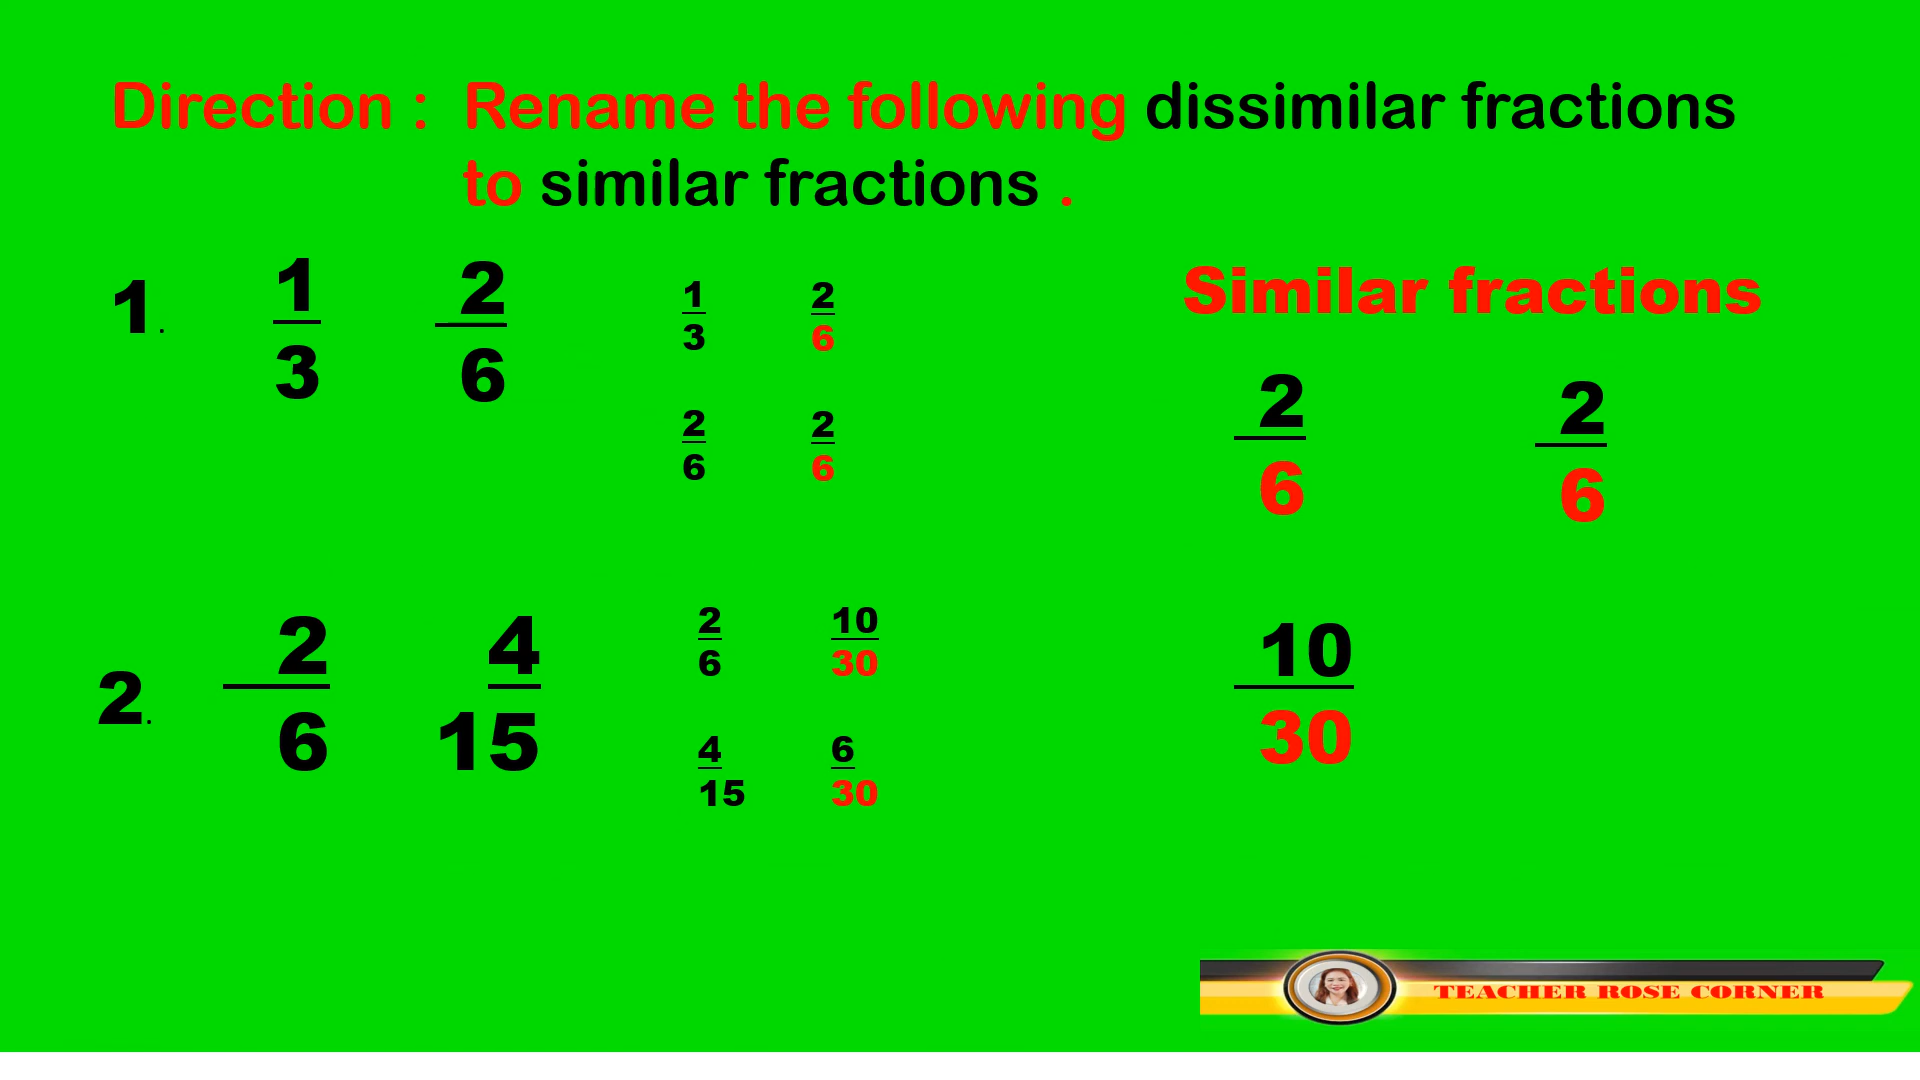 Direction : Rename the following dissimilar fractions
to similar fractions .
Similar fractions
1. 1/3 2/6 1/3 2/6
2/6 2/6
2/6 2/6
2. 2/6 4/15 2/6 10/30
4/15 6/30
10/30
TEACHER ROSE CORNER